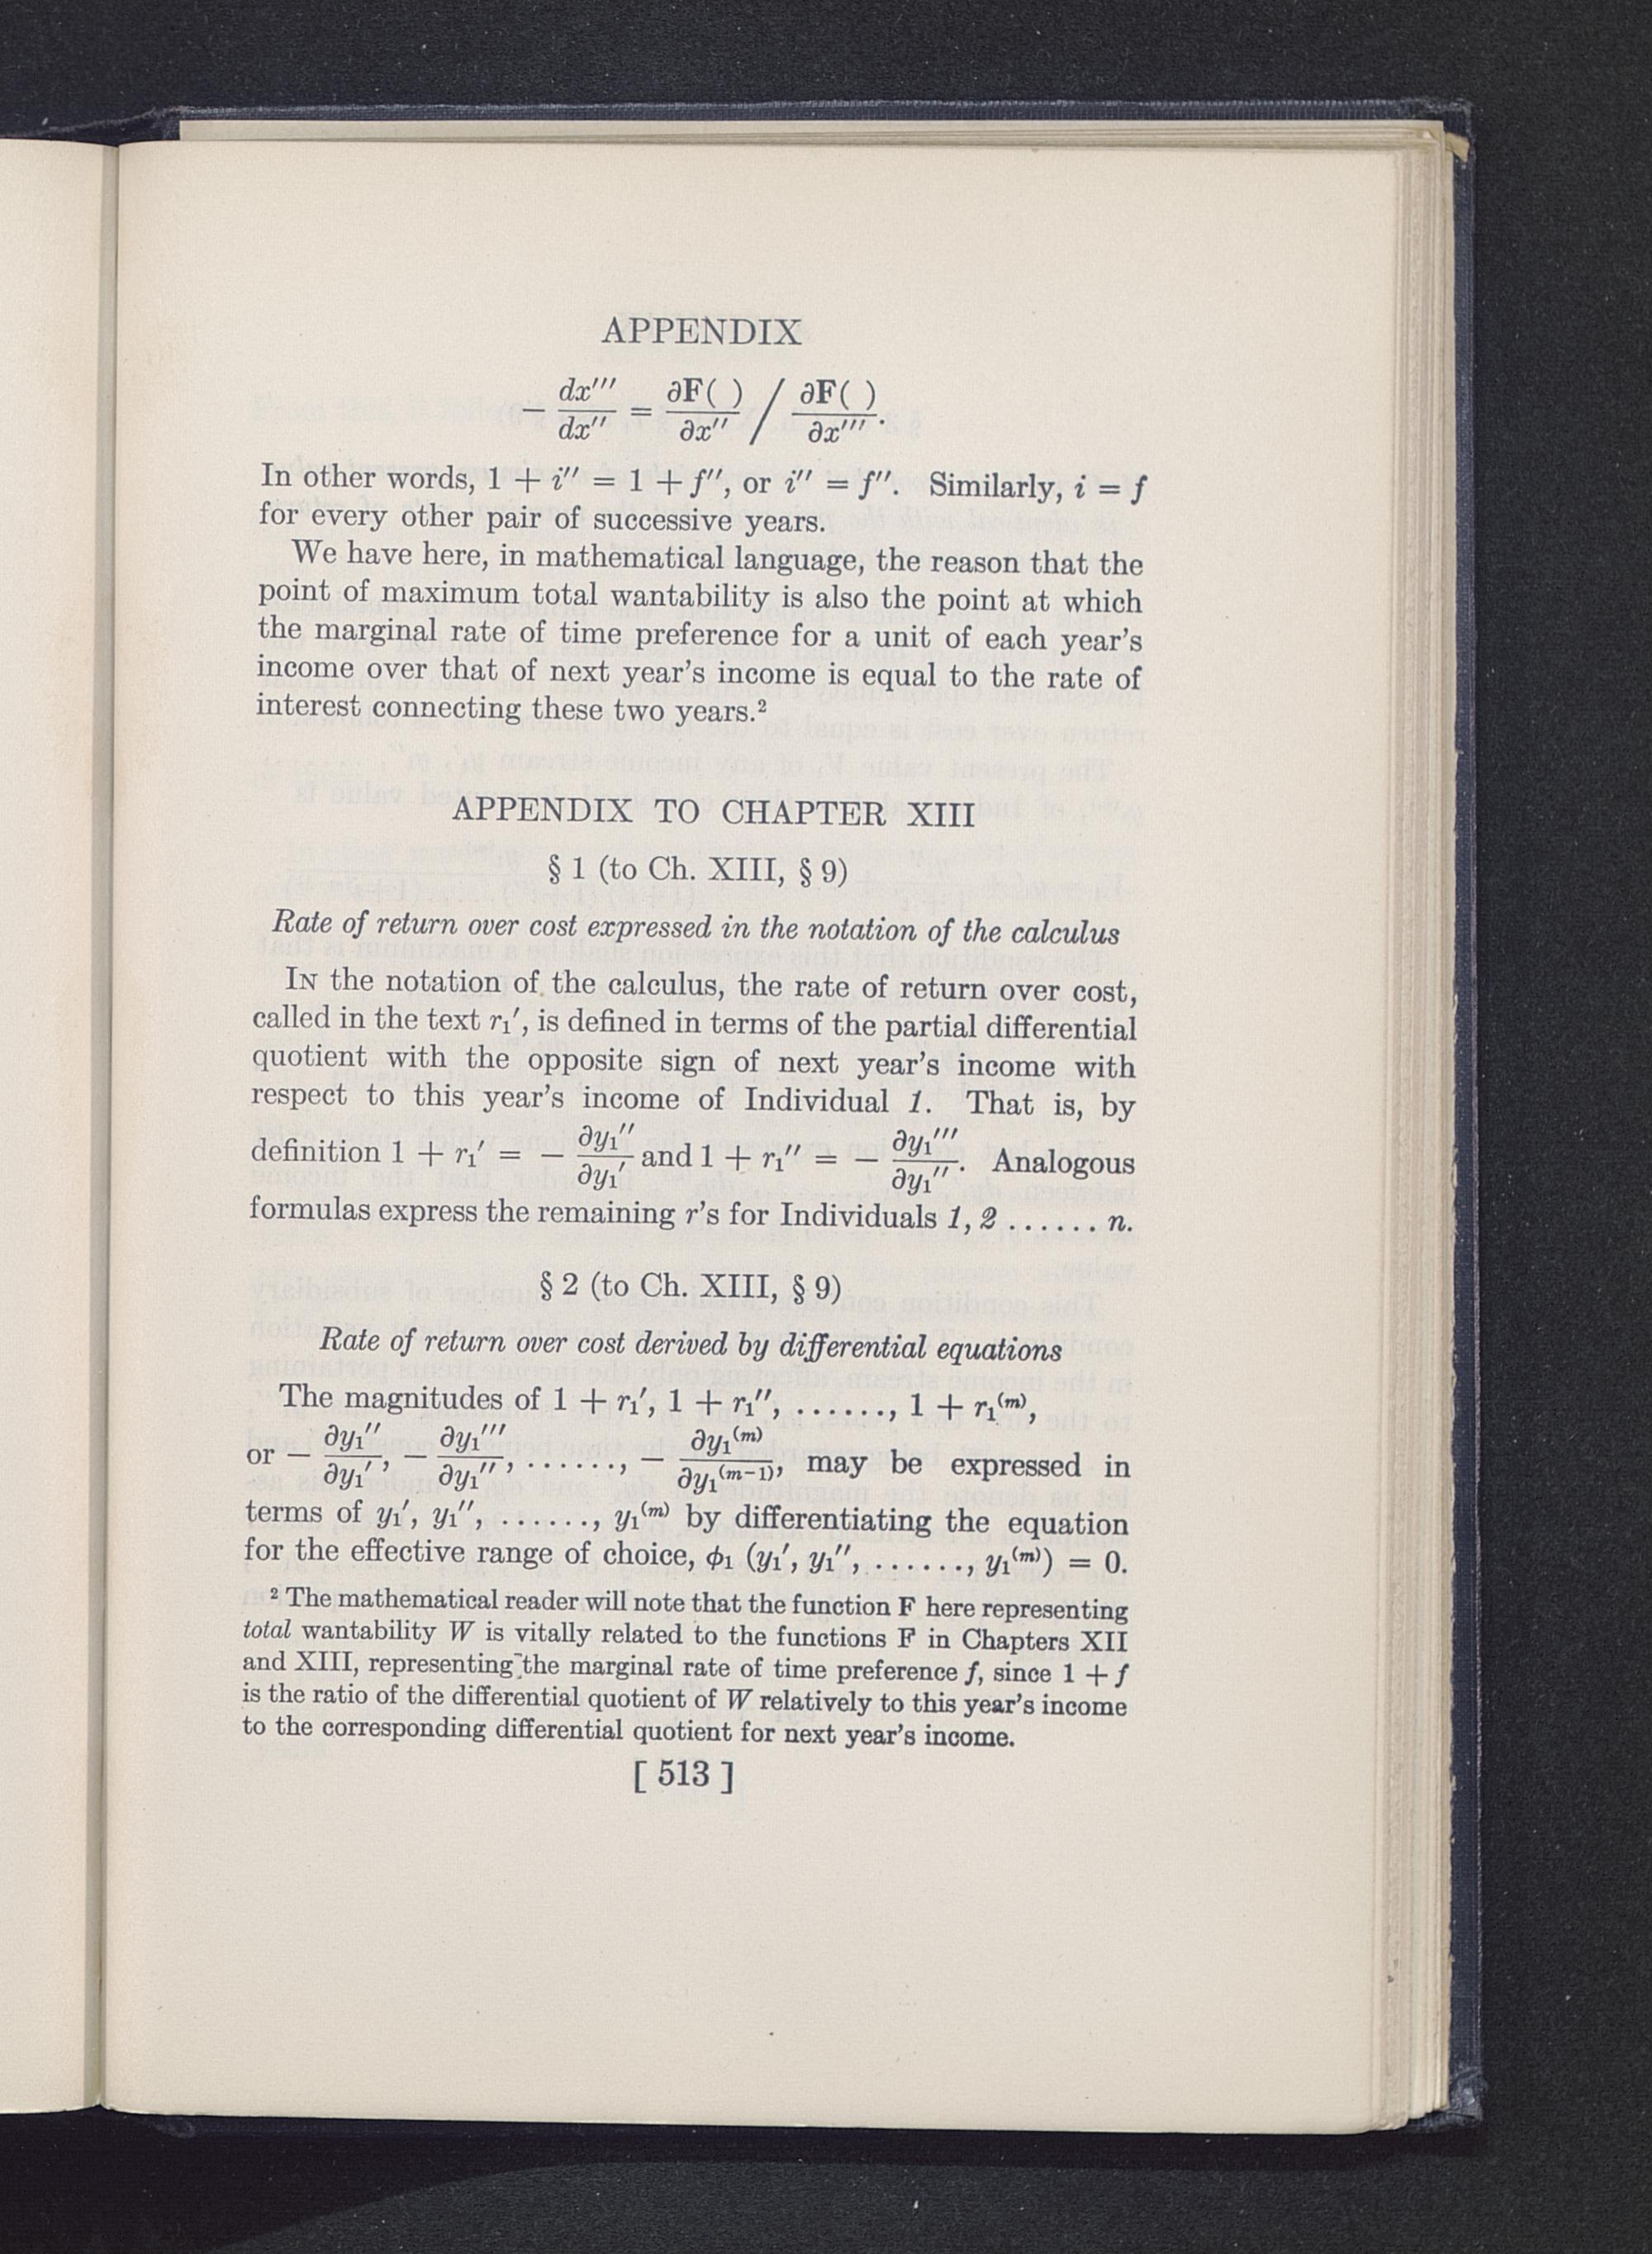 APPENDIX
− dx′′′/dx′′ = ∂F( )/∂x′′ / ∂F( )/∂x′′′.
In other words, 1 + i′′ = 1 + f′′, or i′′ = f′′. Similarly, i = f
for every other pair of successive years.
We have here, in mathematical language, the reason that the
point of maximum total wantability is also the point at which
the marginal rate of time preference for a unit of each year's
income over that of next year's income is equal to the rate of
interest connecting these two years.²
APPENDIX TO CHAPTER XIII
§ 1 (to Ch. XIII, § 9)
Rate of return over cost expressed in the notation of the calculus
IN the notation of the calculus, the rate of return over cost,
called in the text r₁′, is defined in terms of the partial differential
quotient with the opposite sign of next year's income with
respect to this year's income of Individual 1. That is, by
definition 1 + r₁′ = − ∂y₁′′/∂y₁′ and 1 + r₁′′ = − ∂y₁′′′/∂y₁′′. Analogous
formulas express the remaining r's for Individuals 1, 2 ...... n.
§ 2 (to Ch. XIII, § 9)
Rate of return over cost derived by differential equations
The magnitudes of 1 + r₁′, 1 + r₁′′, ......, 1 + r₁⁽ᵐ⁾,
or − ∂y₁′′/∂y₁′, − ∂y₁′′′/∂y₁′′, ......, − ∂y₁⁽ᵐ⁾/∂y₁⁽ᵐ⁻¹⁾, may be expressed in
terms of y₁′, y₁′′, ......, y₁⁽ᵐ⁾ by differentiating the equation
for the effective range of choice, ϕ₁ (y₁′, y₁′′, ......, y₁⁽ᵐ⁾) = 0.
² The mathematical reader will note that the function F here representing
total wantability W is vitally related to the functions F in Chapters XII
and XIII, representing the marginal rate of time preference f, since 1 + f
is the ratio of the differential quotient of W relatively to this year's income
to the corresponding differential quotient for next year's income.
[ 513 ]